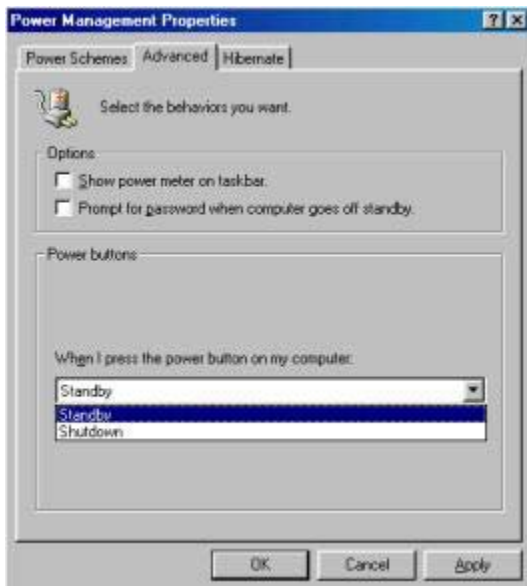 Power Management Properties
Power Schemes
Advanced
Hibernate
Select the behaviors you want.
Options
Show power meter on taskbar.
Prompt for password when computer goes off standby.
Power buttons
When I press the power button on my computer:
Standby
Standby
Shutdown
OK
Cancel
Apply